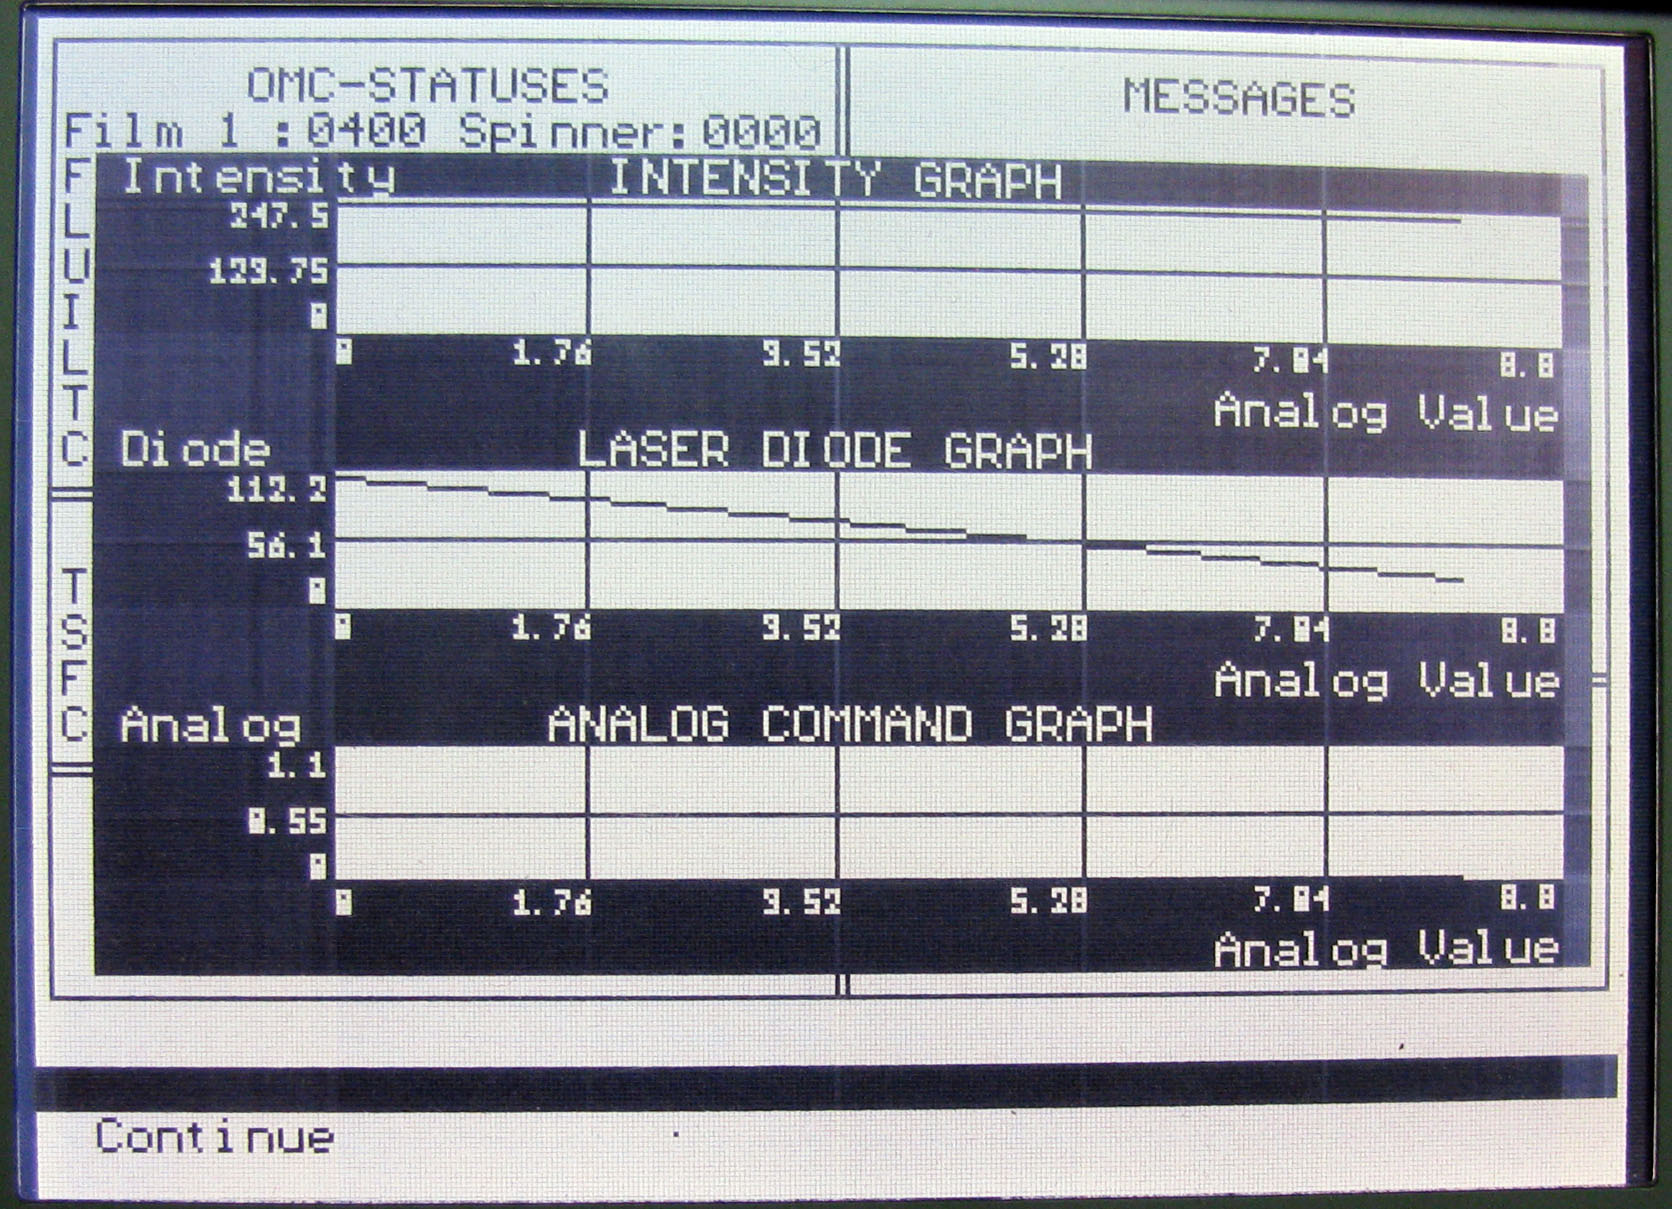 OMC-STATUSES
MESSAGES
Film 1 :0400 Spinner:0000
F
L
U
I
L
T
C
T
S
F
C
Intensity INTENSITY GRAPH
247.5
123.75
0
0 1.76 3.52 5.28 7.04 8.8
Analog Value
Diode LASER DIODE GRAPH
112.2
56.1
0
0 1.76 3.52 5.28 7.04 8.8
Analog Value
Analog ANALOG COMMAND GRAPH
1.1
0.55
0
0 1.76 3.52 5.28 7.04 8.8
Analog Value
Continue